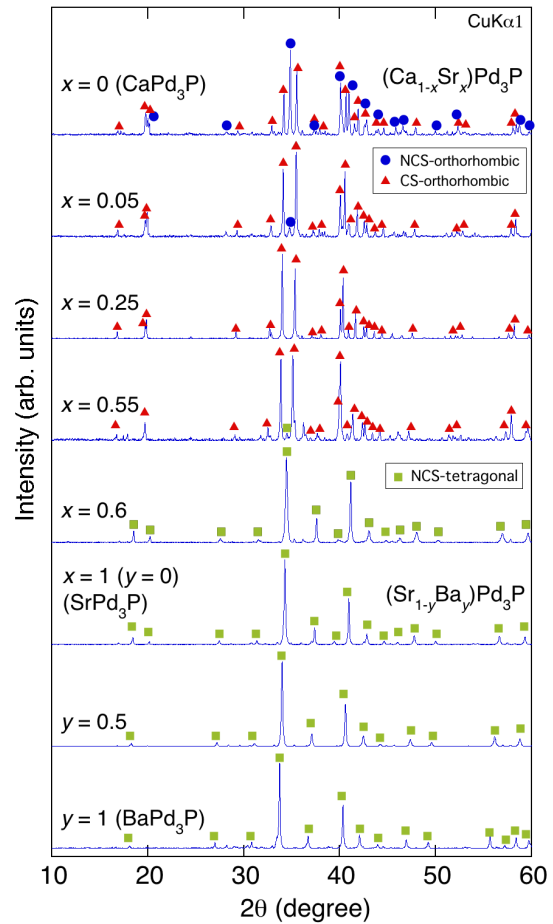 CuKα1
x = 0 (CaPd3P)
(Ca1-xSrx)Pd3P
NCS-orthorhombic
CS-orthorhombic
x = 0.05
x = 0.25
x = 0.55
NCS-tetragonal
x = 0.6
x = 1 (y = 0)
(SrPd3P)
(Sr1-yBay)Pd3P
y = 0.5
y = 1 (BaPd3P)
Intensity (arb. units)
10 20 30 40 50 60
2θ (degree)